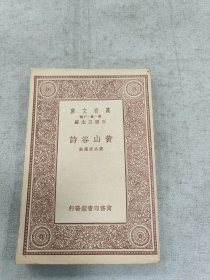 萬有文庫
第一集一千種
王雲五主編
黃山谷詩
黃公渚選註
商務印書館發行